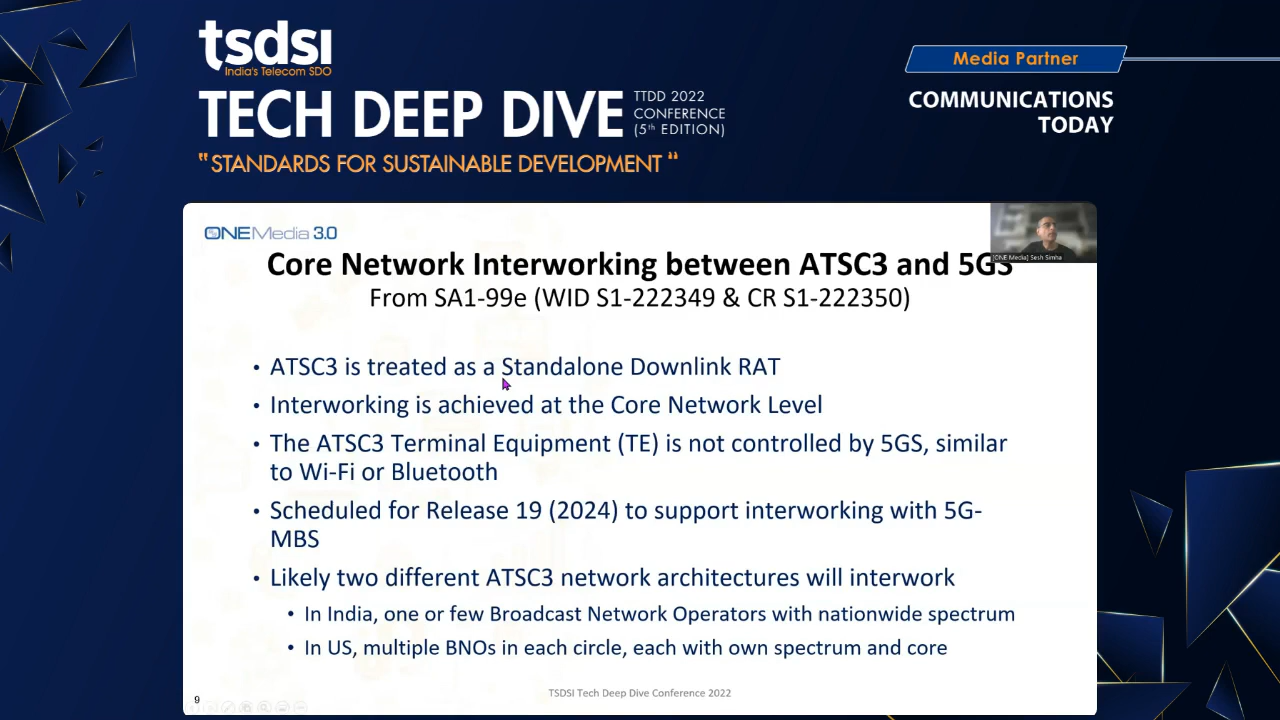 tsdsi
India's Telecom SDO
TECH DEEP DIVE
TTDD 2022
CONFERENCE
(5th EDITION)
"STANDARDS FOR SUSTAINABLE DEVELOPMENT"
Media Partner
COMMUNICATIONS
TODAY
ONEMedia 3.0
[ONE Media] Sesh Simha
Core Network Interworking between ATSC3 and 5GS
From SA1-99e (WID S1-222349 & CR S1-222350)
• ATSC3 is treated as a Standalone Downlink RAT
• Interworking is achieved at the Core Network Level
• The ATSC3 Terminal Equipment (TE) is not controlled by 5GS, similar
to Wi-Fi or Bluetooth
• Scheduled for Release 19 (2024) to support interworking with 5G-
MBS
• Likely two different ATSC3 network architectures will interwork
• In India, one or few Broadcast Network Operators with nationwide spectrum
• In US, multiple BNOs in each circle, each with own spectrum and core
9
TSDSI Tech Deep Dive Conference 2022